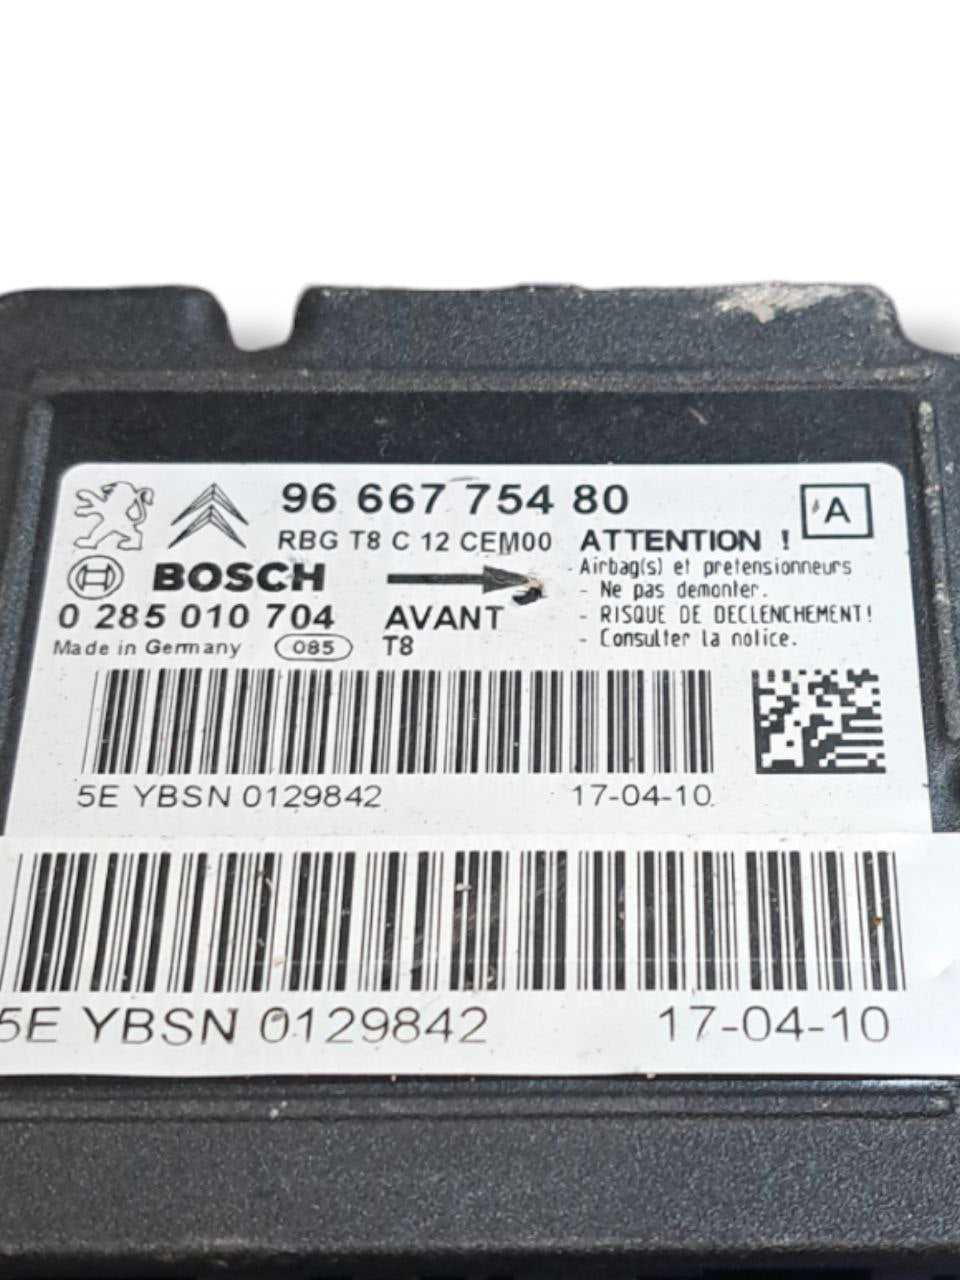 96 667 754 80
A
RBG T8 C 12 CEM00
ATTENTION !
Airbag(s) et pretensionneurs
BOSCH
- Ne pas demonter.
0 285 010 704
AVANT
- RISQUE DE DECLENCHEMENT!
Made in Germany
085
T8
- Consulter la notice.
5E YBSN 0129842
17-04-10
5E YBSN 0129842
17-04-10